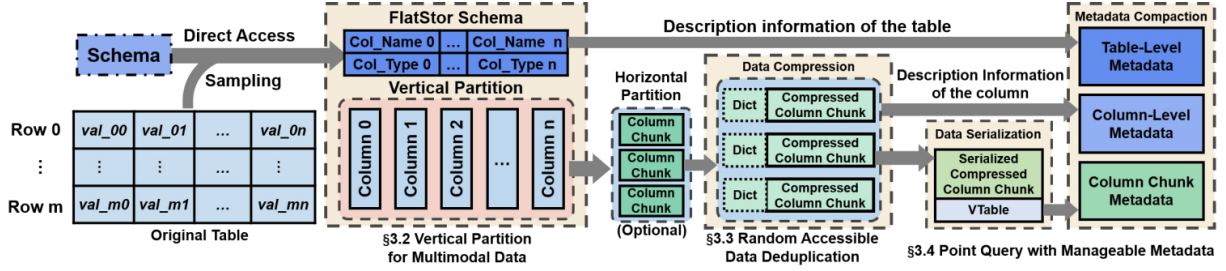 Schema
Direct Access
Sampling
Row 0
⋮
Row m
val_00 val_01 ... val_0n
⋮ ⋮ ... ⋮
val_m0 val_m1 ... val_mn
Original Table
FlatStor Schema
Col_Name 0 ... Col_Name n
Col_Type 0 ... Col_Type n
Vertical Partition
Column 0
Column 1
Column 2
...
Column n
§3.2 Vertical Partition
for Multimodal Data
Description information of the table
Horizontal
Partition
Column
Chunk
Column
Chunk
Column
Chunk
(Optional)
Data Compression
Dict
Compressed
Column Chunk
Dict
Compressed
Column Chunk
Dict
Compressed
Column Chunk
§3.3 Random Accessible
Data Deduplication
Description Information
of the column
Data Serialization
Serialized
Compressed
Column Chunk
VTable
Metadata Compaction
Table-Level
Metadata
Column-Level
Metadata
Column Chunk
Metadata
§3.4 Point Query with Manageable Metadata